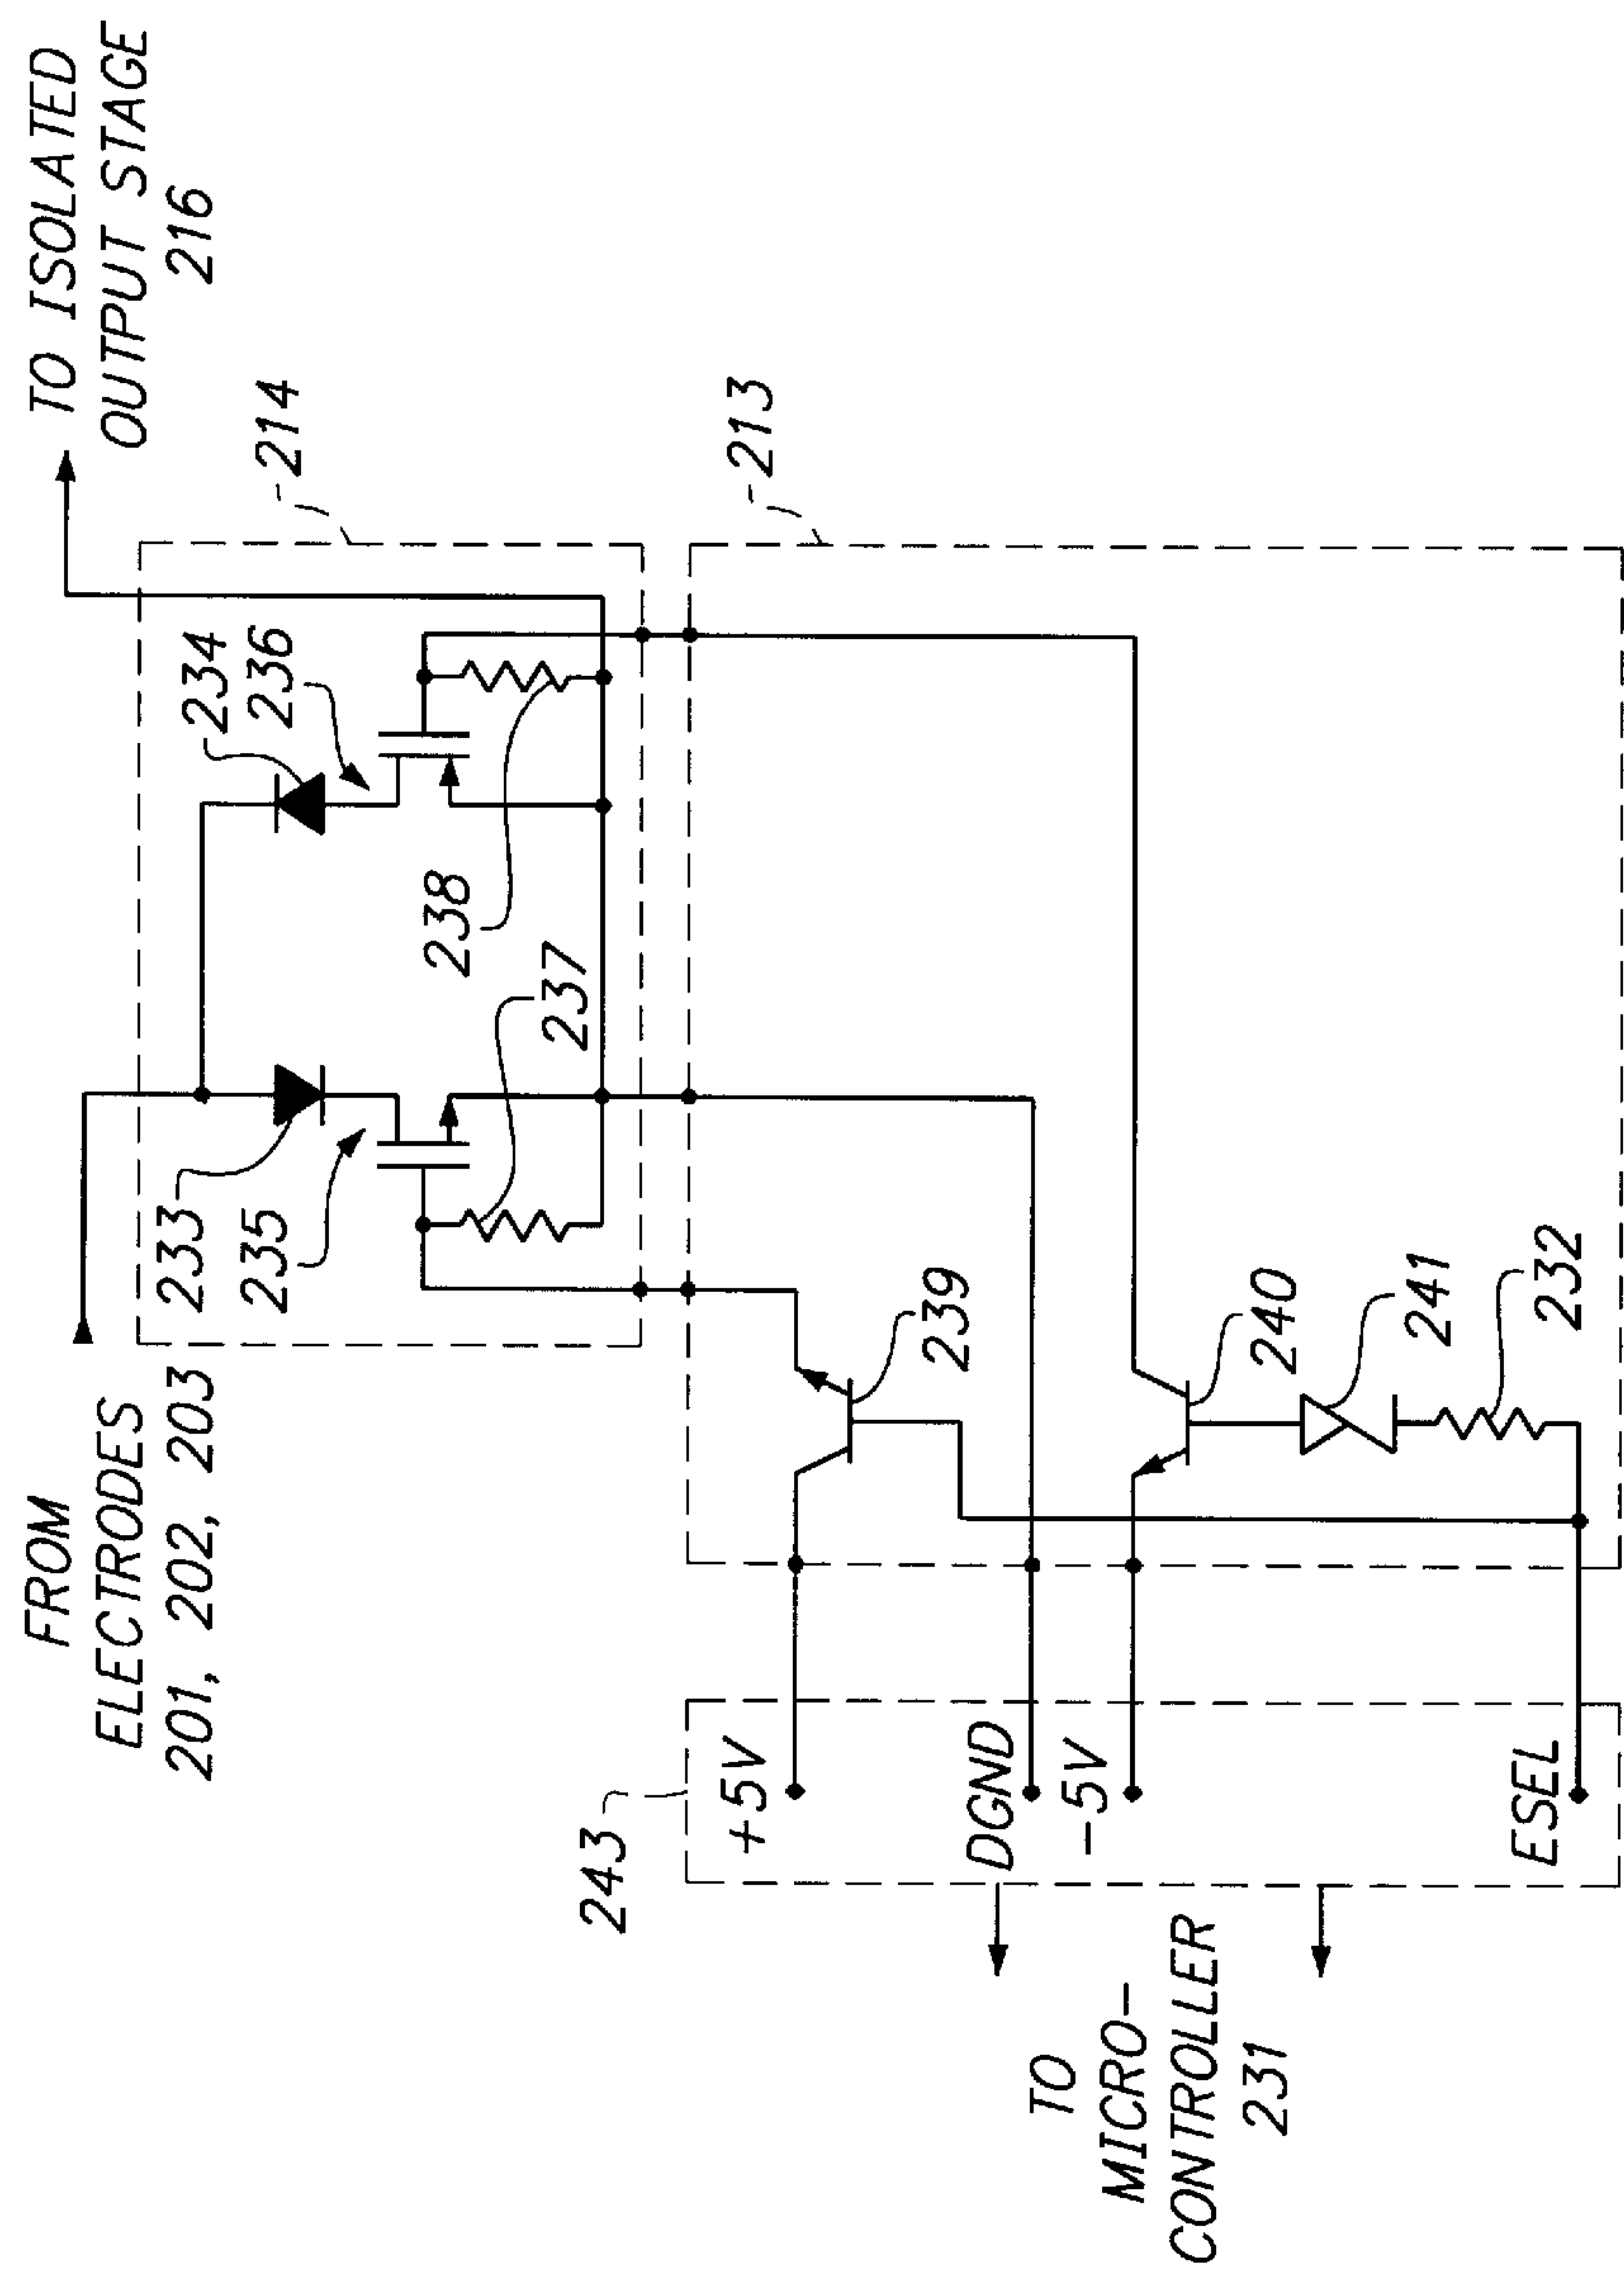 FROM
ELECTRODES
201, 202, 203
TO ISOLATED
OUTPUT STAGE
216
214
233
235
234
236
237
238
213
239
240
241
232
243
+5V
DGND
-5V
ESEL
TO
MICRO-
CONTROLLER
231